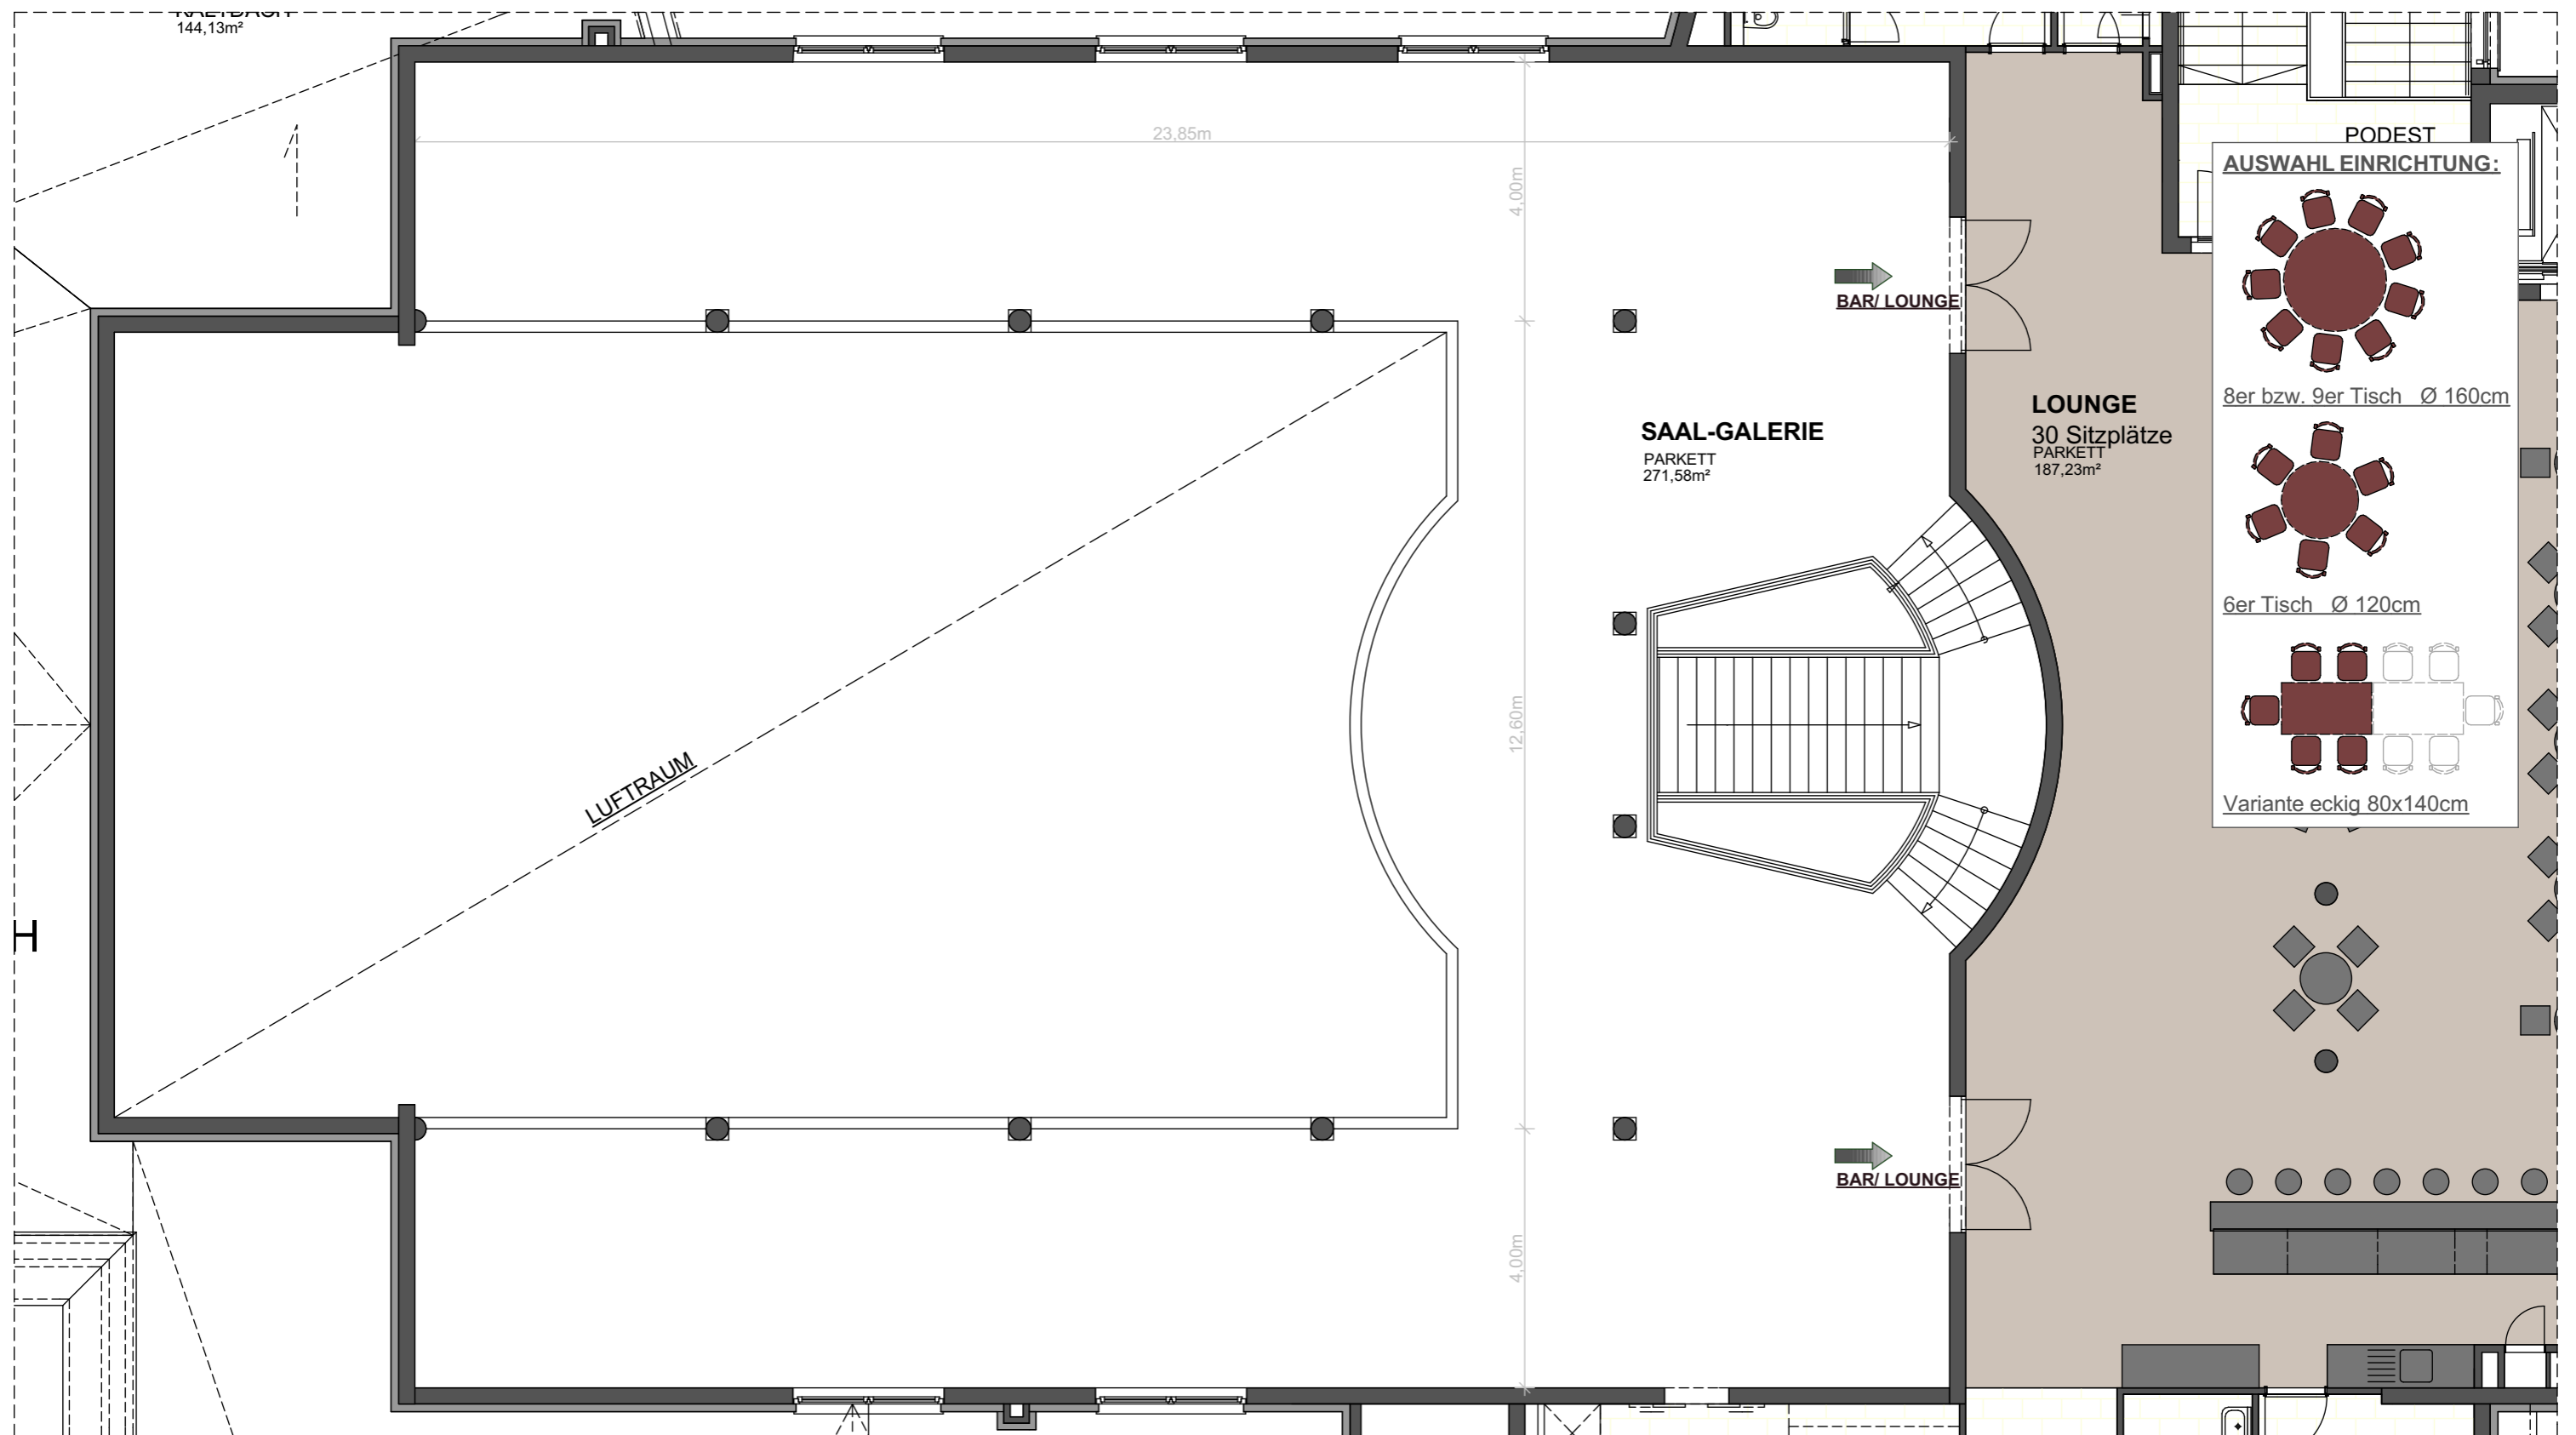 144,13m²
23,85m
4,00m
PODEST
AUSWAHL EINRICHTUNG:
BAR/ LOUNGE
8er bzw. 9er Tisch Ø 160cm
LOUNGE
30 Sitzplätze
PARKETT
187,23m²
SAAL-GALERIE
PARKETT
271,58m²
6er Tisch Ø 120cm
12,60m
LUFTRAUM
Variante eckig 80x140cm
H
BAR/ LOUNGE
4,00m